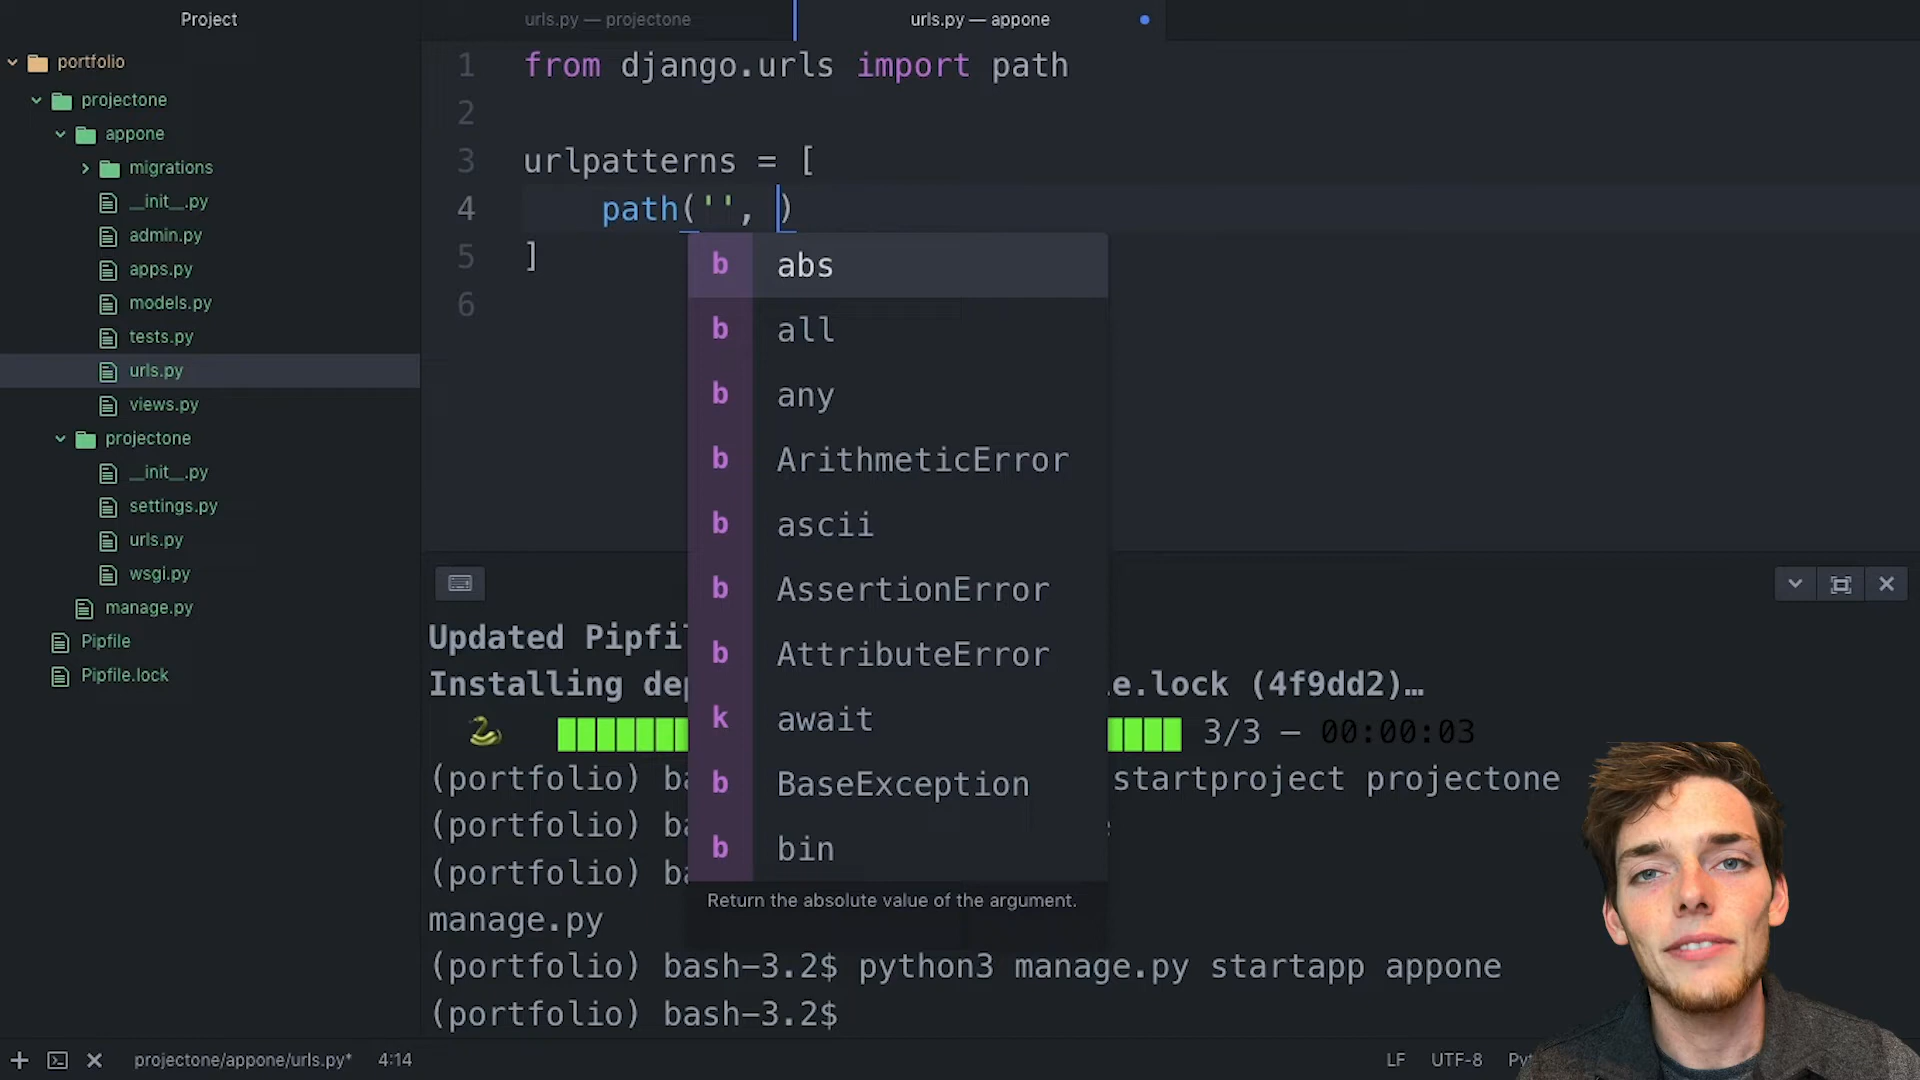 Project
portfolio
projectone
appone
migrations
__init__.py
admin.py
apps.py
models.py
tests.py
urls.py
views.py
projectone
__init__.py
settings.py
urls.py
wsgi.py
manage.py
Pipfile
Pipfile.lock
urls.py — projectone
urls.py — appone
1 from django.urls import path
2
3 urlpatterns = [
4 path('', )
5 ]
6
b abs
b all
b any
b ArithmeticError
b ascii
b AssertionError
b AttributeError
k await
b BaseException
b bin
Return the absolute value of the argument.
Updated
Installing e.lock (4f9dd2)…
3/3 — 00:00:03
(portfolio) startproject projectone
(portfolio)
(portfolio)
manage.py
(portfolio) bash-3.2$ python3 manage.py startapp appone
(portfolio) bash-3.2$
projectone/appone/urls.py* 4:14
LF UTF-8